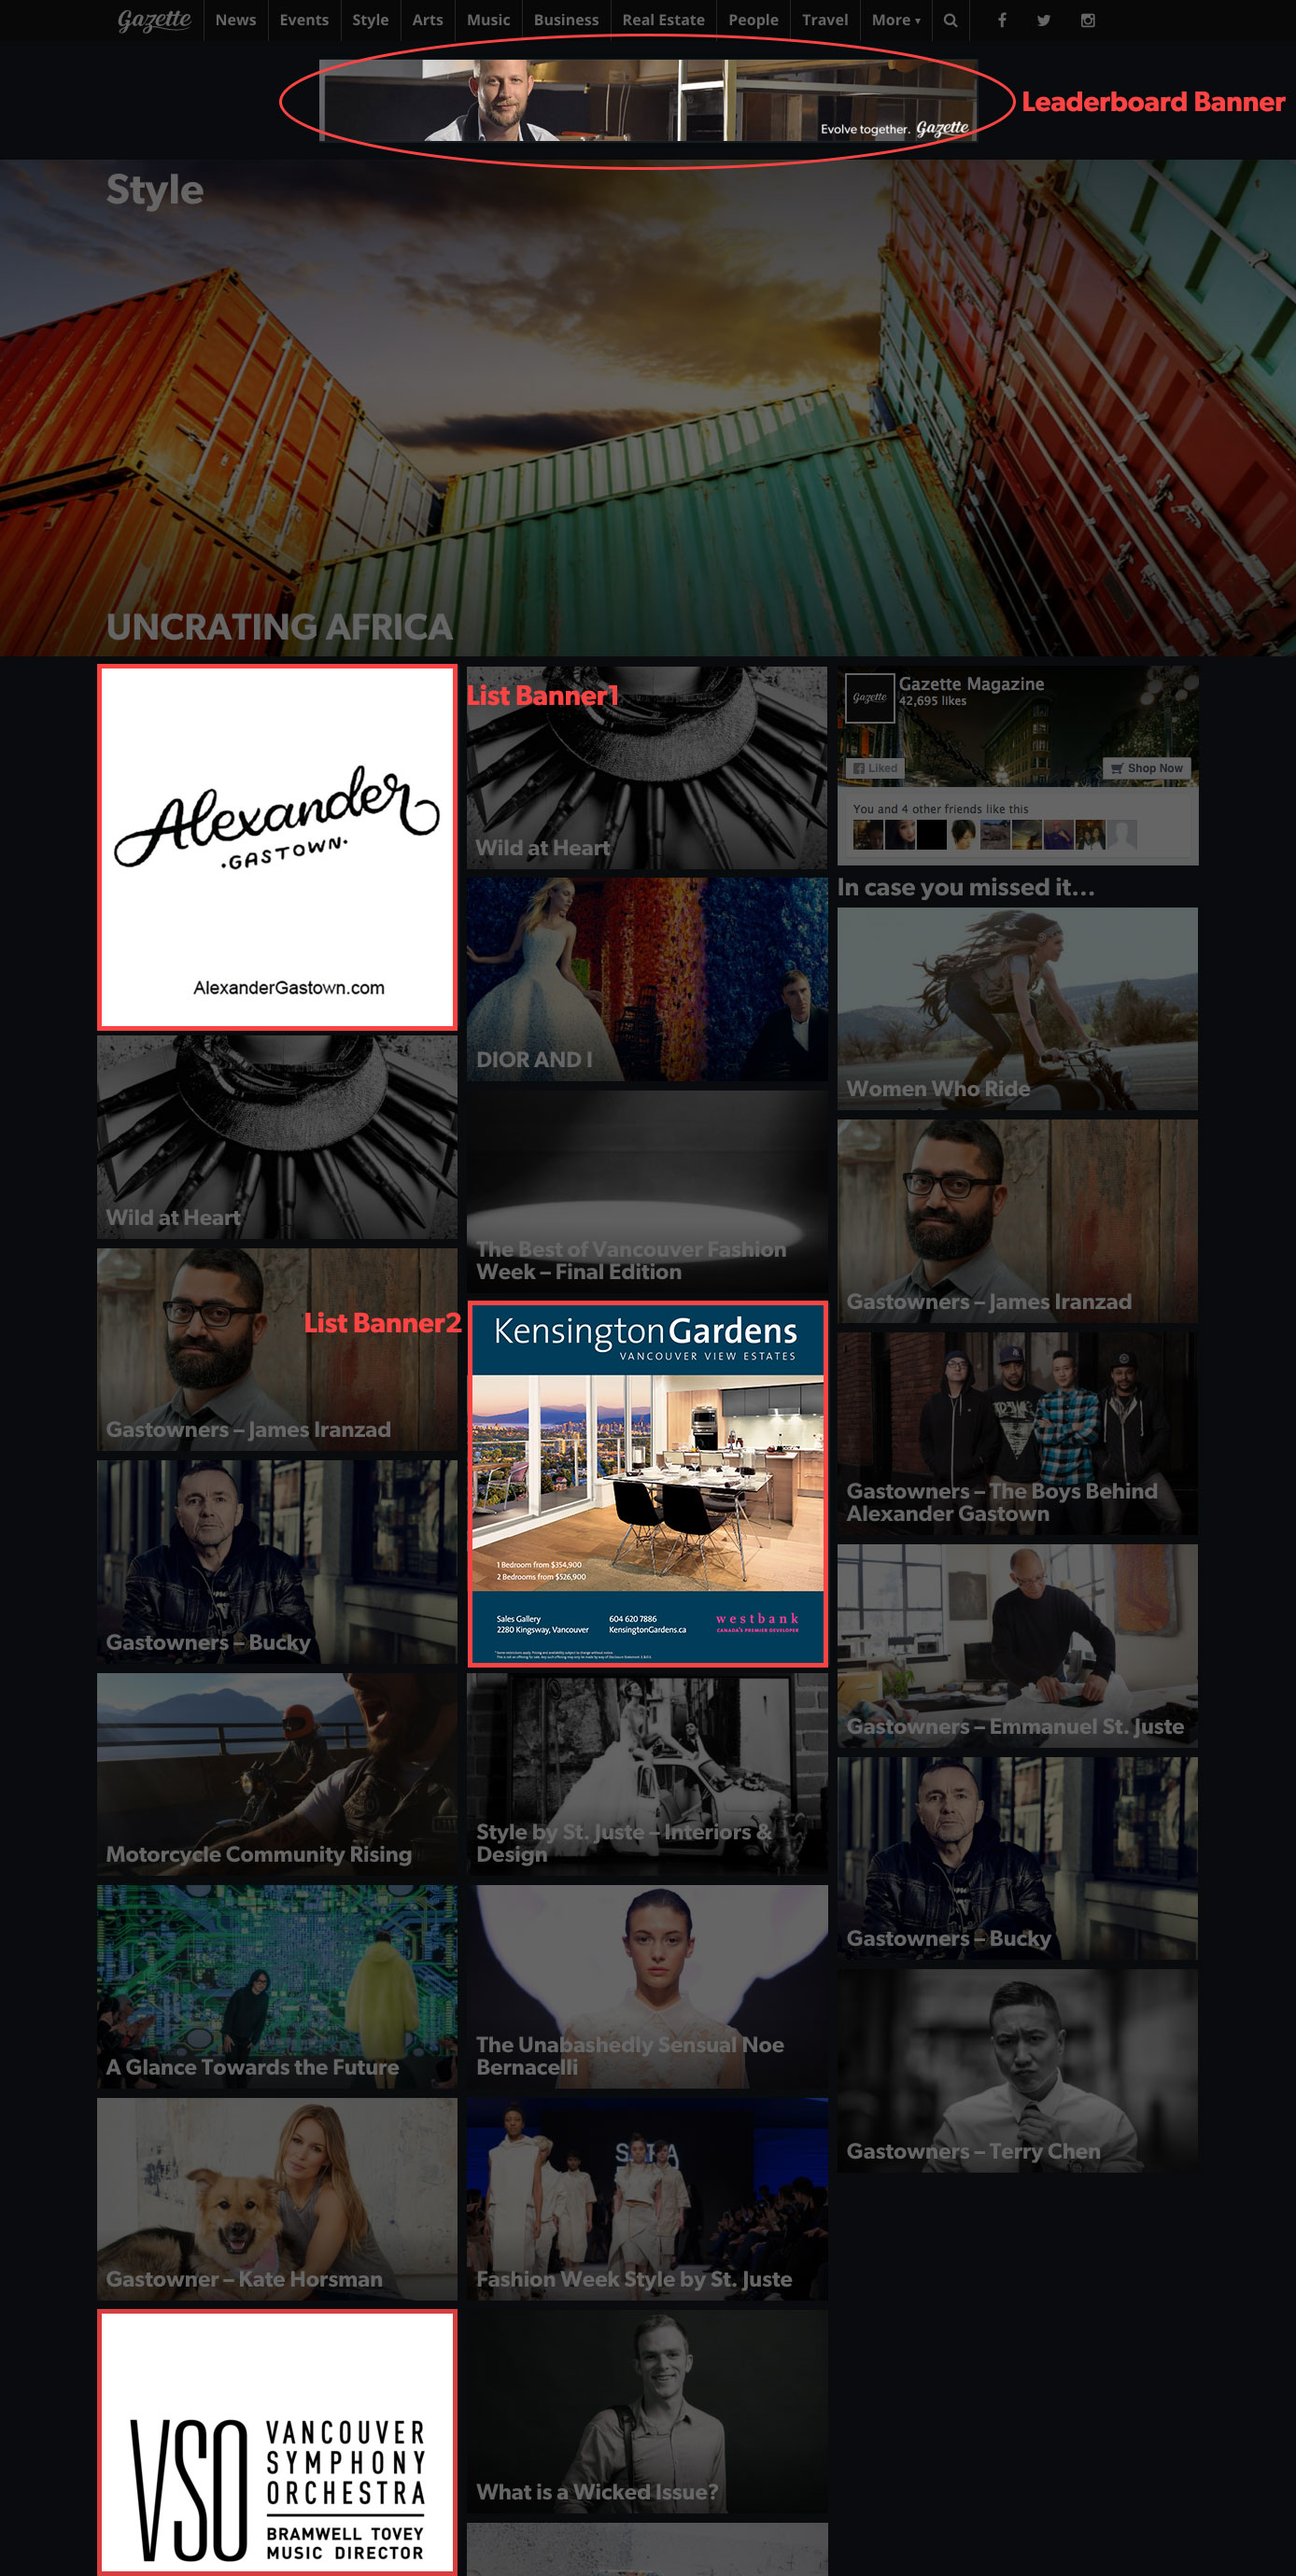 Gazette News Events Style Arts Music Business Real Estate People Travel More ▾
Evolve together. Gazette
Leaderboard Banner
Style
UNCRATING AFRICA
Alexander
·GASTOWN·
AlexanderGastown.com
Wild at Heart
Gastowners – James Iranzad
Gastowners – Bucky
Motorcycle Community Rising
A Glance Towards the Future
Gastowner – Kate Horsman
VSO
VANCOUVER
SYMPHONY
ORCHESTRA
BRAMWELL TOVEY
MUSIC DIRECTOR
List Banner1
Wild at Heart
DIOR AND I
The Best of Vancouver Fashion
Week – Final Edition
List Banner2
KensingtonGardens
VANCOUVER VIEW ESTATES
1 Bedroom from $354,900
2 Bedrooms from $526,900
Sales Gallery
2280 Kingsway, Vancouver
604 620 7886
KensingtonGardens.ca
westbank
CANADA'S PREMIER DEVELOPER
Style by St. Juste – Interiors &
Design
The Unabashedly Sensual Noe
Bernacelli
Fashion Week Style by St. Juste
What is a Wicked Issue?
Gazette
Gazette Magazine
42,695 likes
Liked
Shop Now
You and 4 other friends like this
In case you missed it...
Women Who Ride
Gastowners – James Iranzad
Gastowners – The Boys Behind
Alexander Gastown
Gastowners – Emmanuel St. Juste
Gastowners – Bucky
Gastowners – Terry Chen